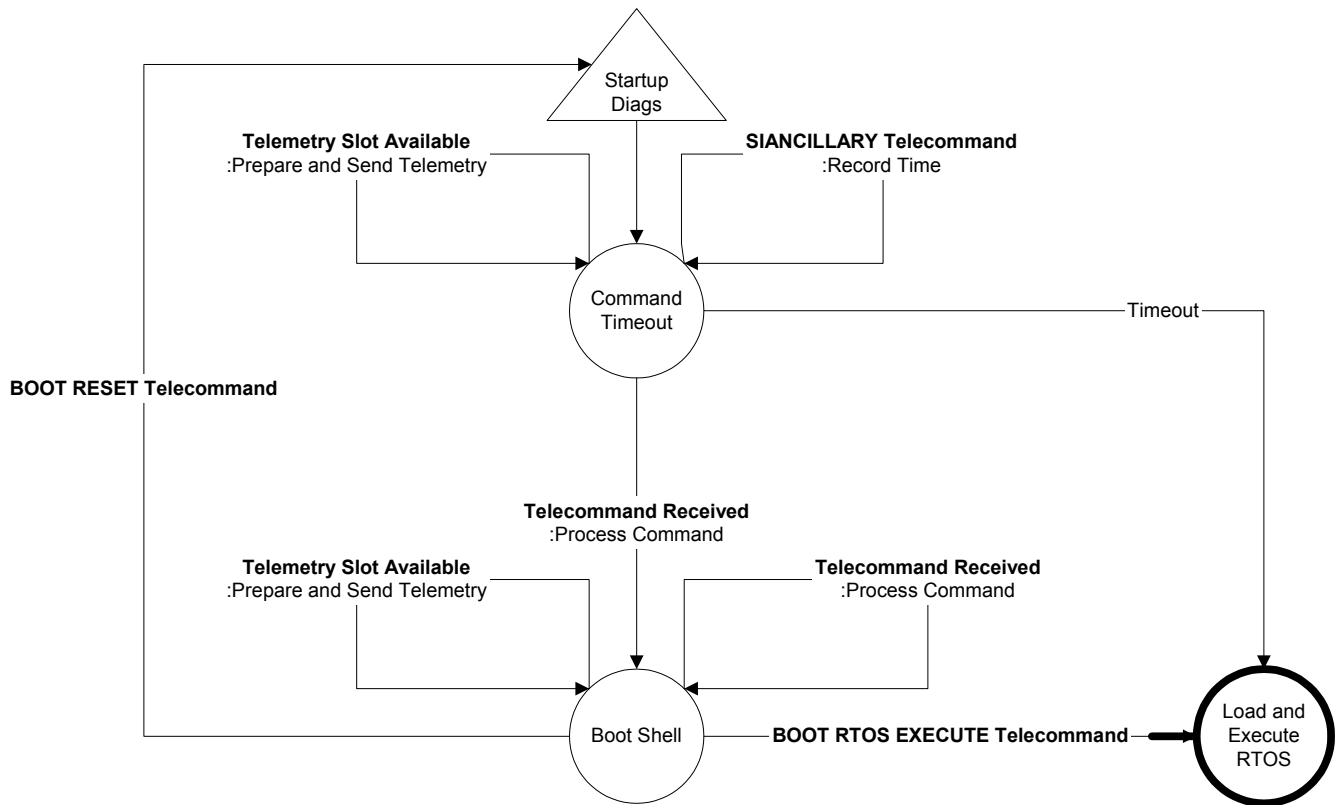 Startup
Diags
Telemetry Slot Available
:Prepare and Send Telemetry
SIANCILLARY Telecommand
:Record Time
Command
Timeout
Timeout
BOOT RESET Telecommand
Telecommand Received
:Process Command
Telemetry Slot Available
:Prepare and Send Telemetry
Telecommand Received
:Process Command
Boot Shell
BOOT RTOS EXECUTE Telecommand
Load and
Execute
RTOS